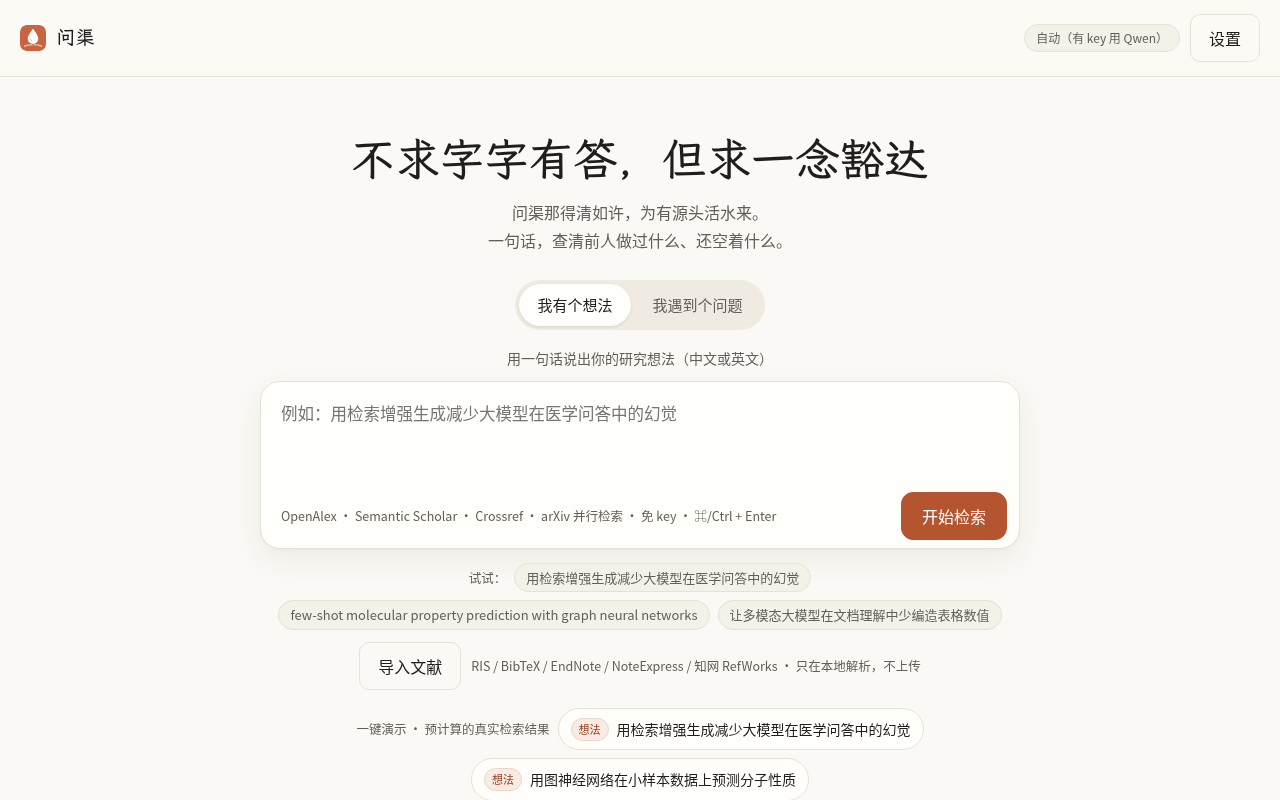 问渠
自动（有 key 用 Qwen）
设置
不求字字有答，但求一念豁达
问渠那得清如许，为有源头活水来。
一句话，查清前人做过什么、还空着什么。
我有个想法
我遇到个问题
用一句话说出你的研究想法（中文或英文）
例如：用检索增强生成减少大模型在医学问答中的幻觉
OpenAlex · Semantic Scholar · Crossref · arXiv 并行检索 · 免 key · ⌘/Ctrl + Enter
开始检索
试试：
用检索增强生成减少大模型在医学问答中的幻觉
few-shot molecular property prediction with graph neural networks
让多模态大模型在文档理解中少编造表格数值
导入文献
RIS / BibTeX / EndNote / NoteExpress / 知网 RefWorks · 只在本地解析，不上传
一键演示 · 预计算的真实检索结果
想法 用检索增强生成减少大模型在医学问答中的幻觉
想法 用图神经网络在小样本数据上预测分子性质